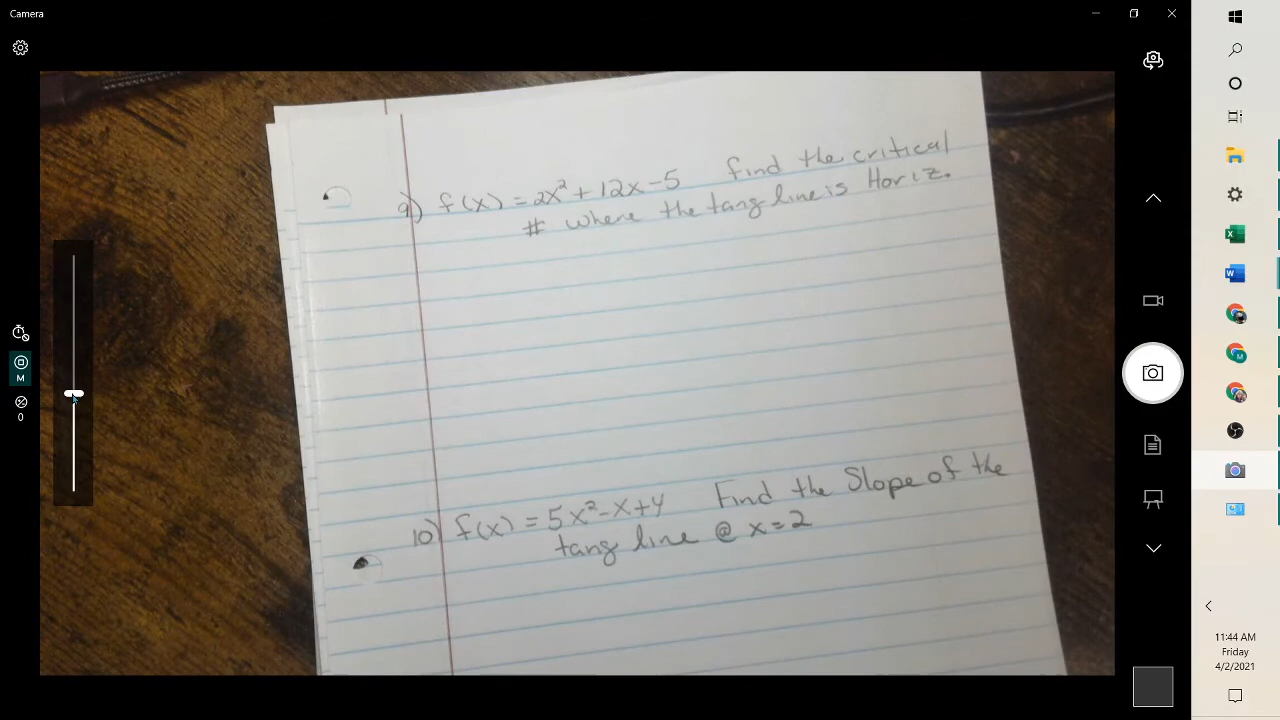 Camera
9) f(x) = 2x² + 12x - 5 find the critical
# where the tang line is Horiz.
10) f(x) = 5x² - x + 4 Find the Slope of the
tang line @ x = 2
M
0
11:44 AM
Friday
4/2/2021